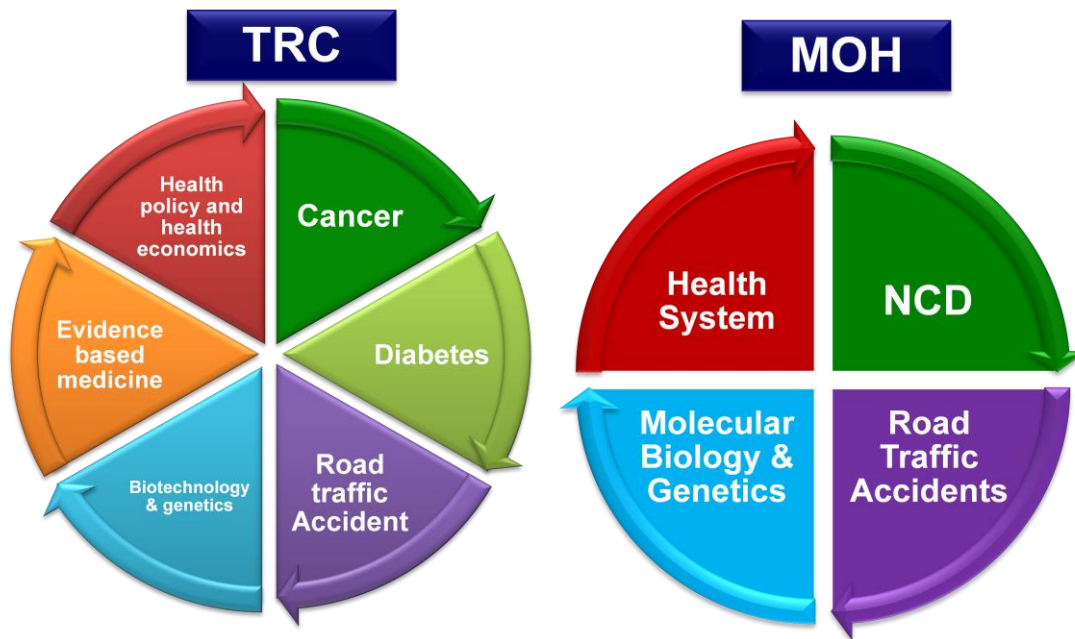 TRC
Health
policy and
health
economics
Cancer
Evidence
based
medicine
Diabetes
Biotechnology
& genetics
Road
traffic
Accident
MOH
Health
System
NCD
Molecular
Biology &
Genetics
Road
Traffic
Accidents